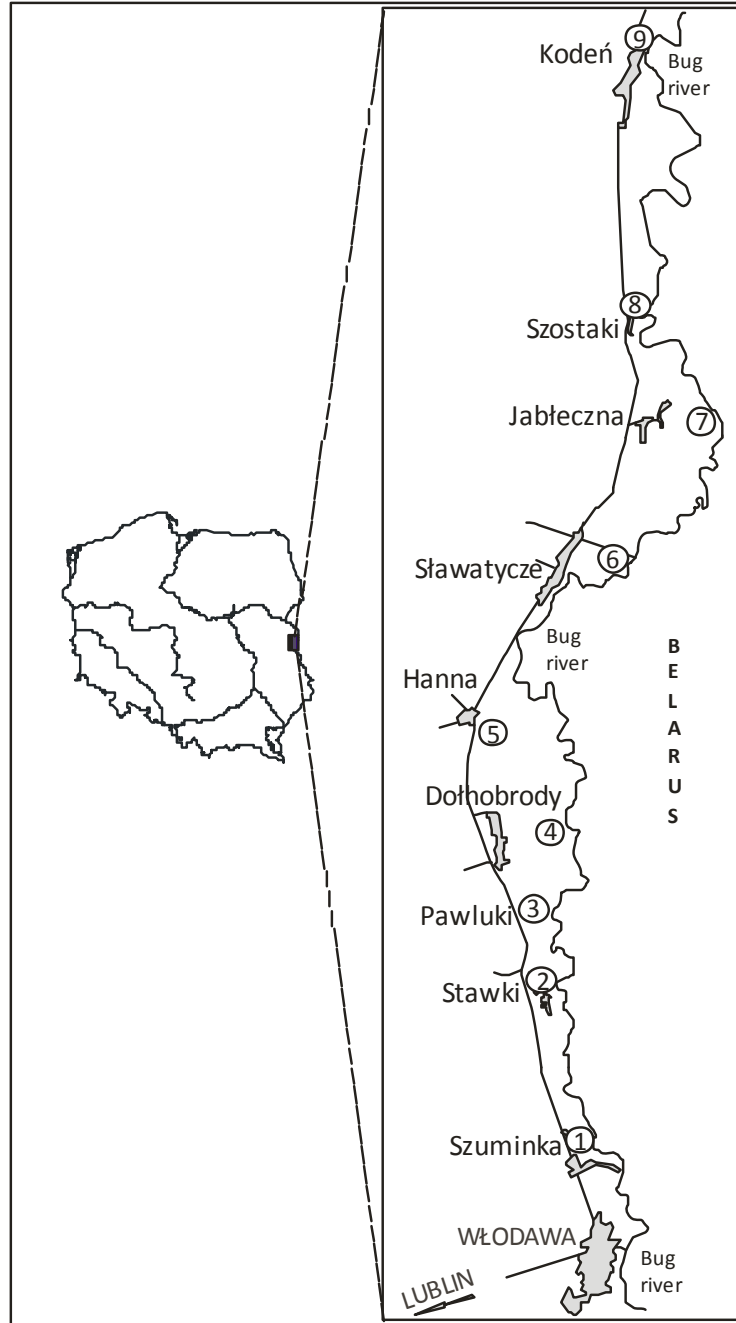 9
Kodeń
Bug
river
8
Szostaki
Jabłeczna
7
Sławatycze
6
Bug
river
BELARUS
Hanna
5
Dołhobrody
4
Pawluki
3
2
Stawki
1
Szuminka
WŁODAWA
Bug
river
LUBLIN